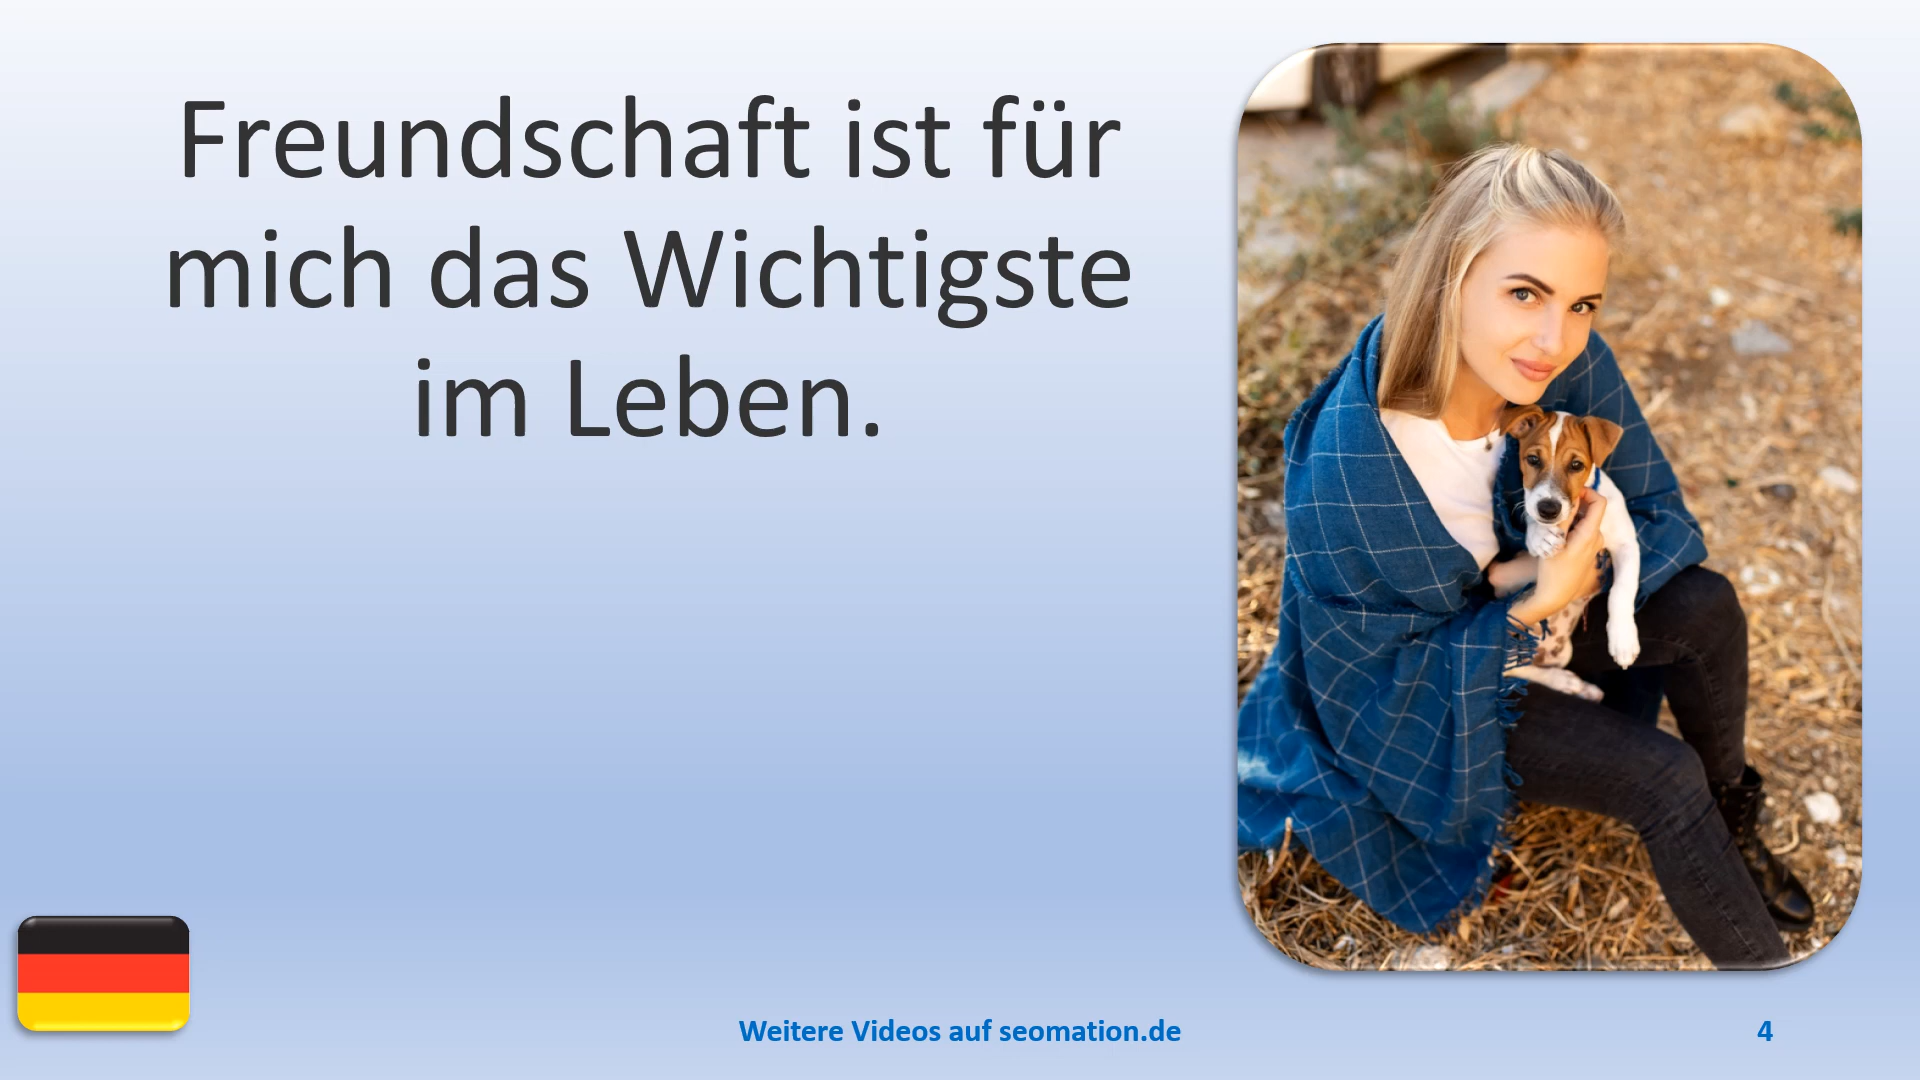 Freundschaft ist für
mich das Wichtigste
im Leben.
Weitere Videos auf seomation.de
4